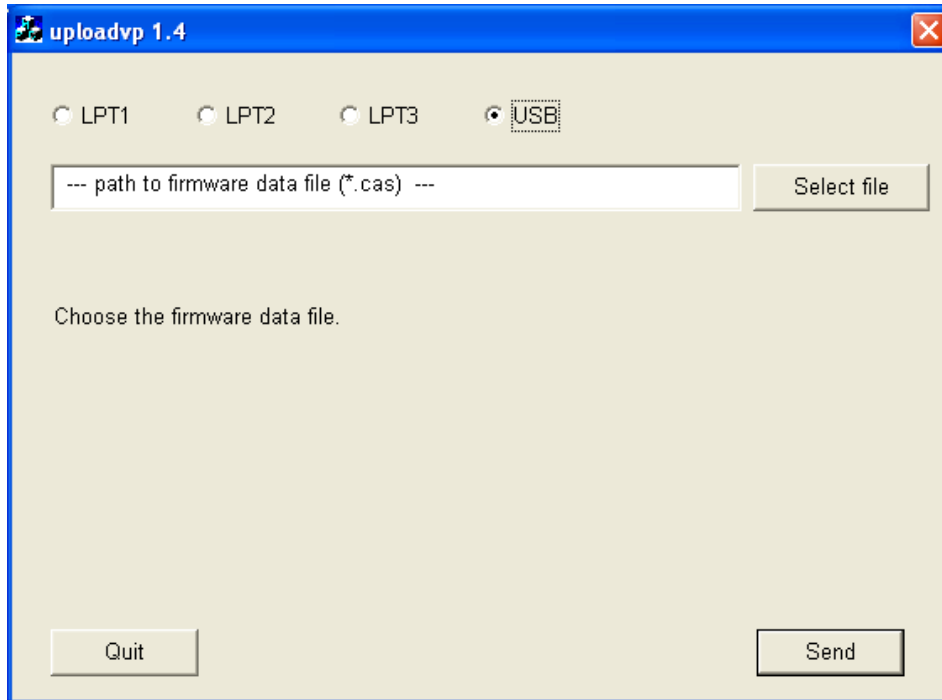 uploadvp 1.4
LPT1 LPT2 LPT3 USB
--- path to firmware data file (*.cas) --- Select file
Choose the firmware data file.
Quit Send